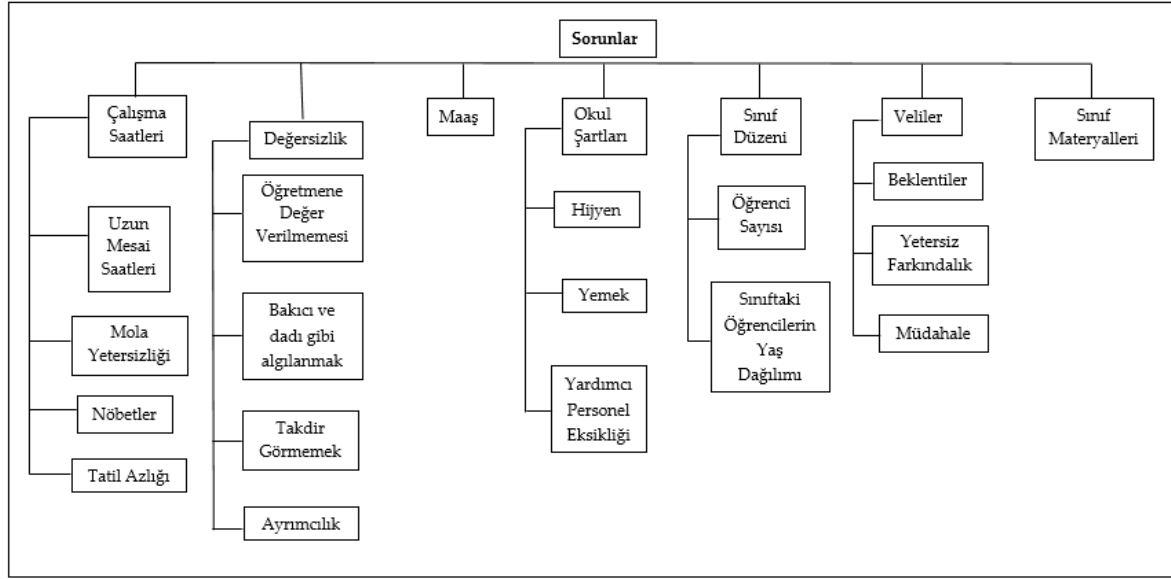 Sorunlar
Çalışma
Saatleri
Uzun
Mesai
Saatleri
Mola
Yetersizliği
Nöbetler
Tatil Azlığı
Değersizlik
Öğretmene
Değer
Verilmemesi
Bakıcı ve
dadı gibi
algılanmak
Takdir
Görmemek
Ayrımcılık
Maaş
Okul
Şartları
Hijyen
Yemek
Yardımcı
Personel
Eksikliği
Sınıf
Düzeni
Öğrenci
Sayısı
Sınıftaki
Öğrencilerin
Yaş
Dağılımı
Veliler
Beklentiler
Yetersiz
Farkındalık
Müdahale
Sınıf
Materyalleri